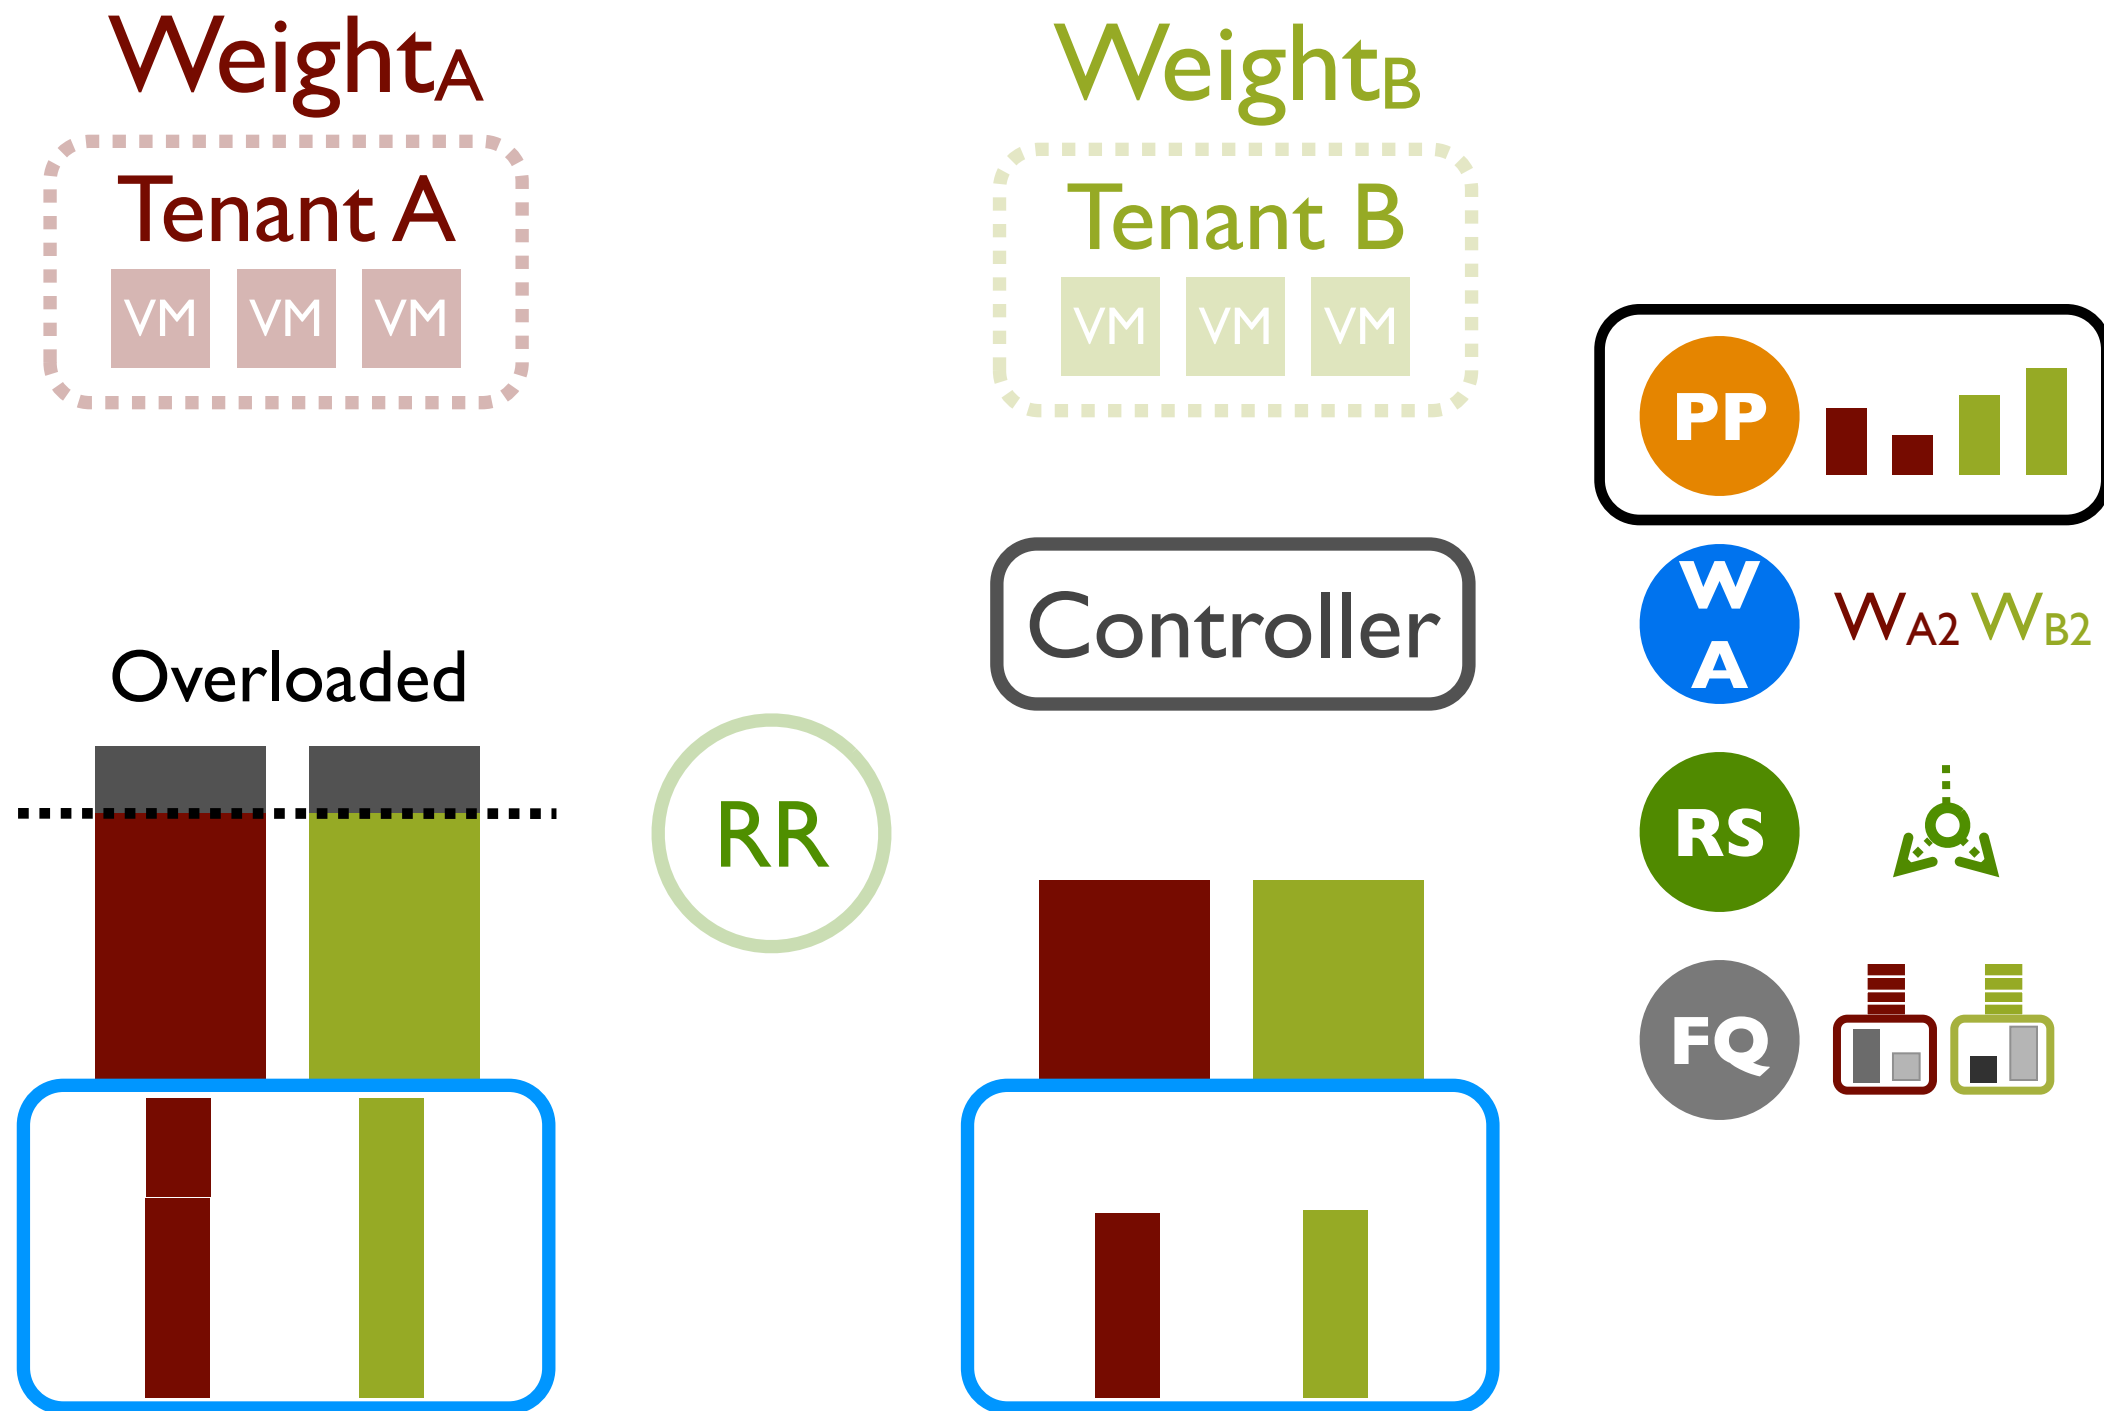 WeightA
WeightB
Tenant A
Tenant B
VM VM VM
VM VM VM
PP
Controller
W
A
WA2 WB2
Overloaded
RR
RS
FQ